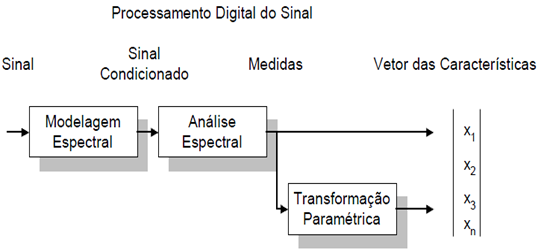 Processamento Digital do Sinal
Sinal
Sinal
Condicionado
Medidas
Vetor das Características
Modelagem
Espectral
Análise
Espectral
Transformação
Paramétrica
x1
x2
x3
xn